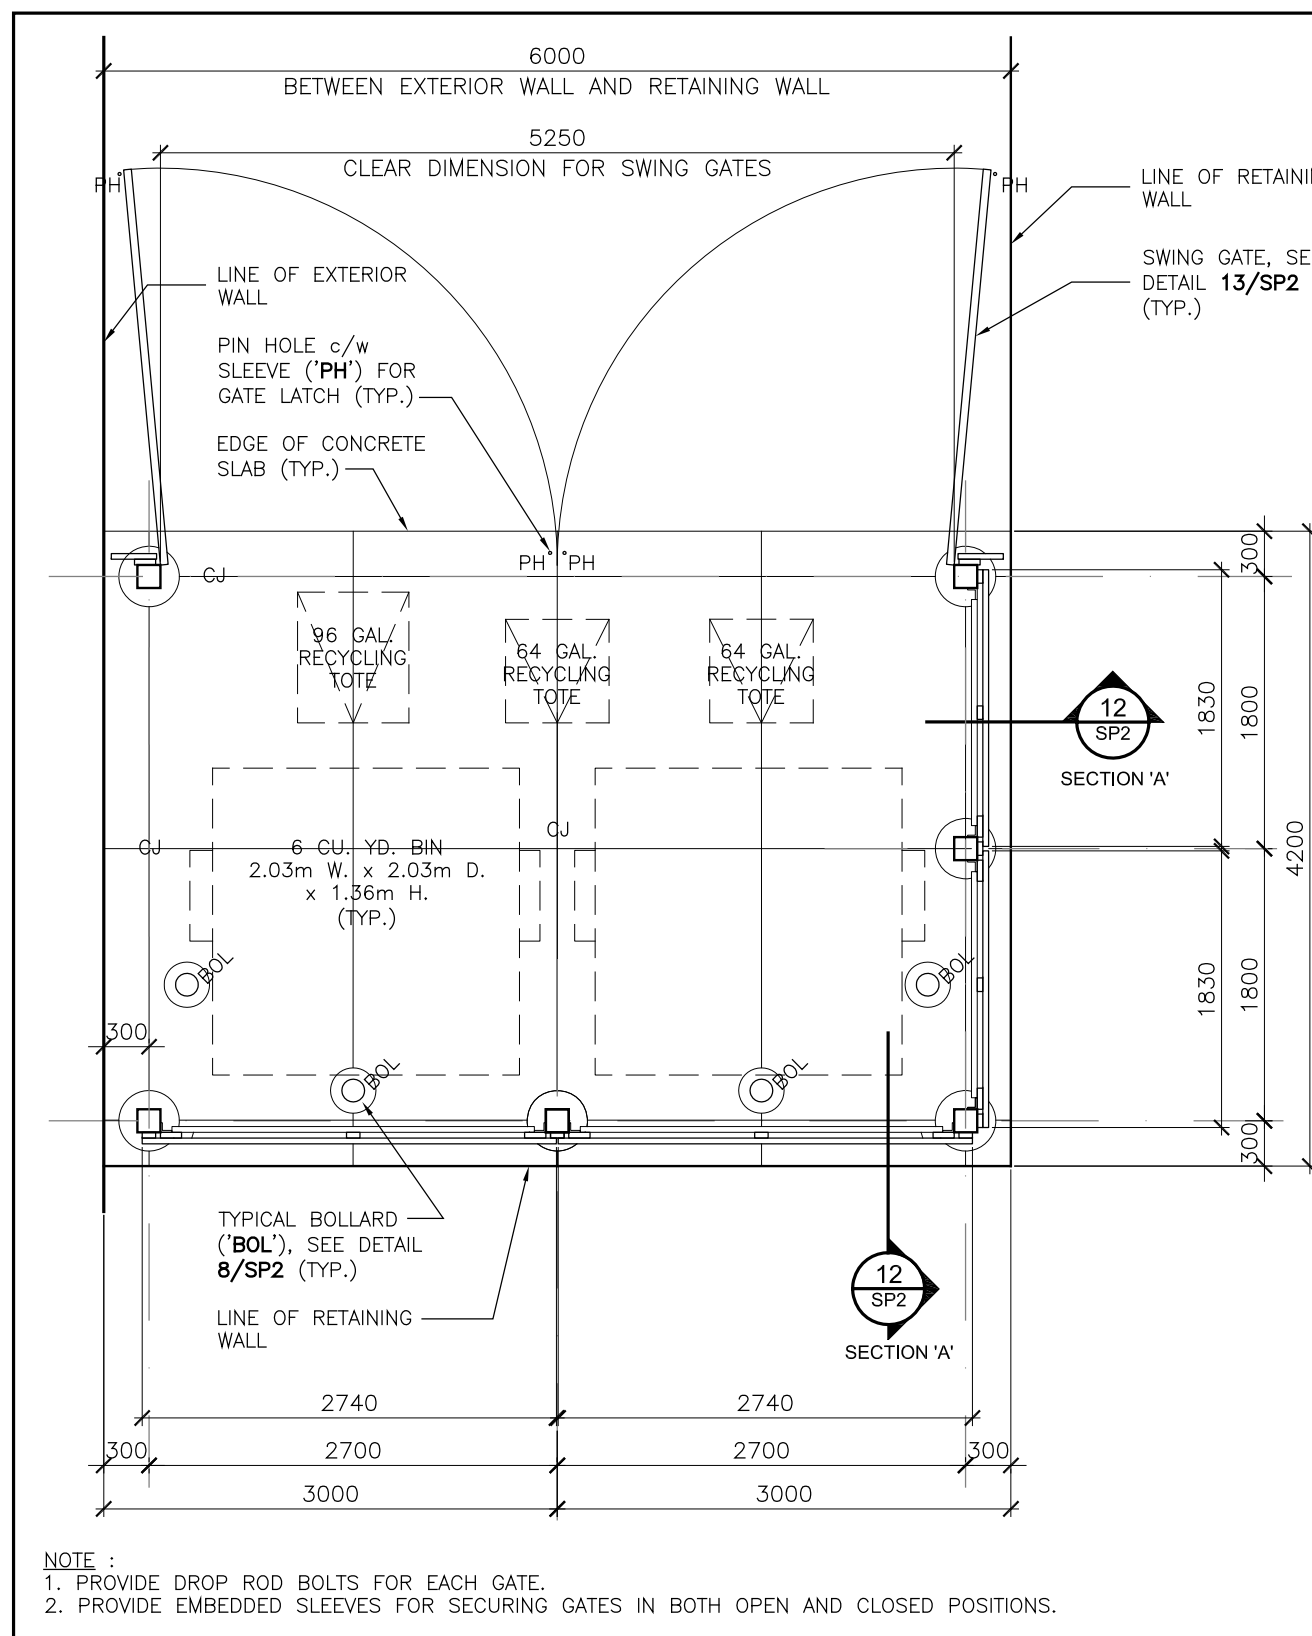 6000
BETWEEN EXTERIOR WALL AND RETAINING WALL
5250
CLEAR DIMENSION FOR SWING GATES
PH
PH
LINE OF RETAINI
WALL
SWING GATE, SE
DETAIL 13/SP2
(TYP.)
LINE OF EXTERIOR
WALL
PIN HOLE c/w
SLEEVE ('PH') FOR
GATE LATCH (TYP.)
EDGE OF CONCRETE
SLAB (TYP.)
PH
PH
CJ
300
96 GAL.
RECYCLING
TOTE
64 GAL.
RECYCLING
TOTE
64 GAL.
RECYCLING
TOTE
12
SP2
SECTION 'A'
1830
1800
4200
CJ
CJ
6 CU. YD. BIN
2.03m W. x 2.03m D.
x 1.36m H.
(TYP.)
BOL
BOL
1830
1800
300
BOL
BOL
300
TYPICAL BOLLARD
('BOL'), SEE DETAIL
8/SP2 (TYP.)
LINE OF RETAINING
WALL
12
SP2
SECTION 'A'
2740
2740
300
2700
2700
300
3000
3000
NOTE :
1. PROVIDE DROP ROD BOLTS FOR EACH GATE.
2. PROVIDE EMBEDDED SLEEVES FOR SECURING GATES IN BOTH OPEN AND CLOSED POSITIONS.